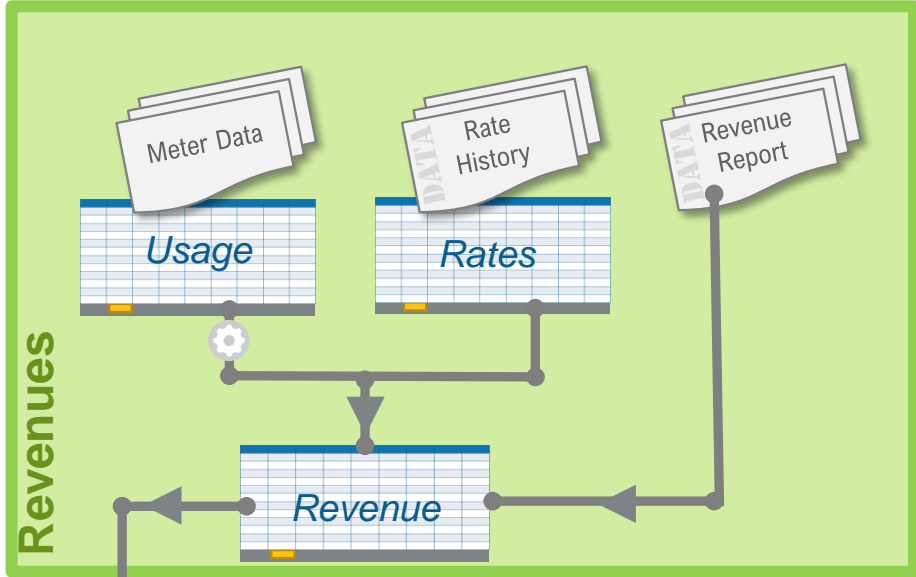 Meter Data
DATA
Rate
History
DATA
Revenue
Report
Usage
Rates
Revenues
Revenue